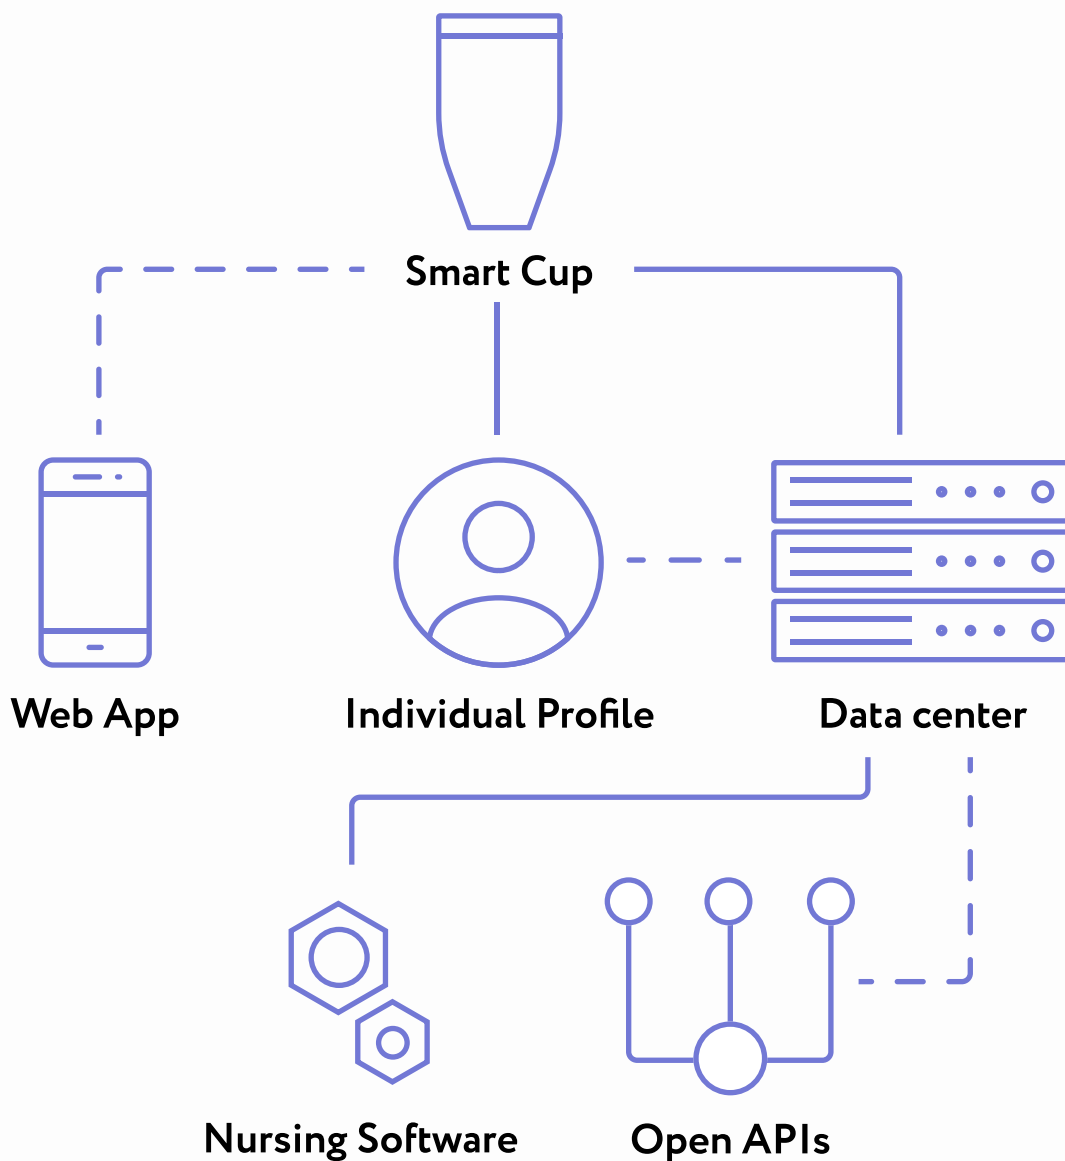 Smart Cup
Web App
Individual Profile
Data center
Nursing Software
Open APIs